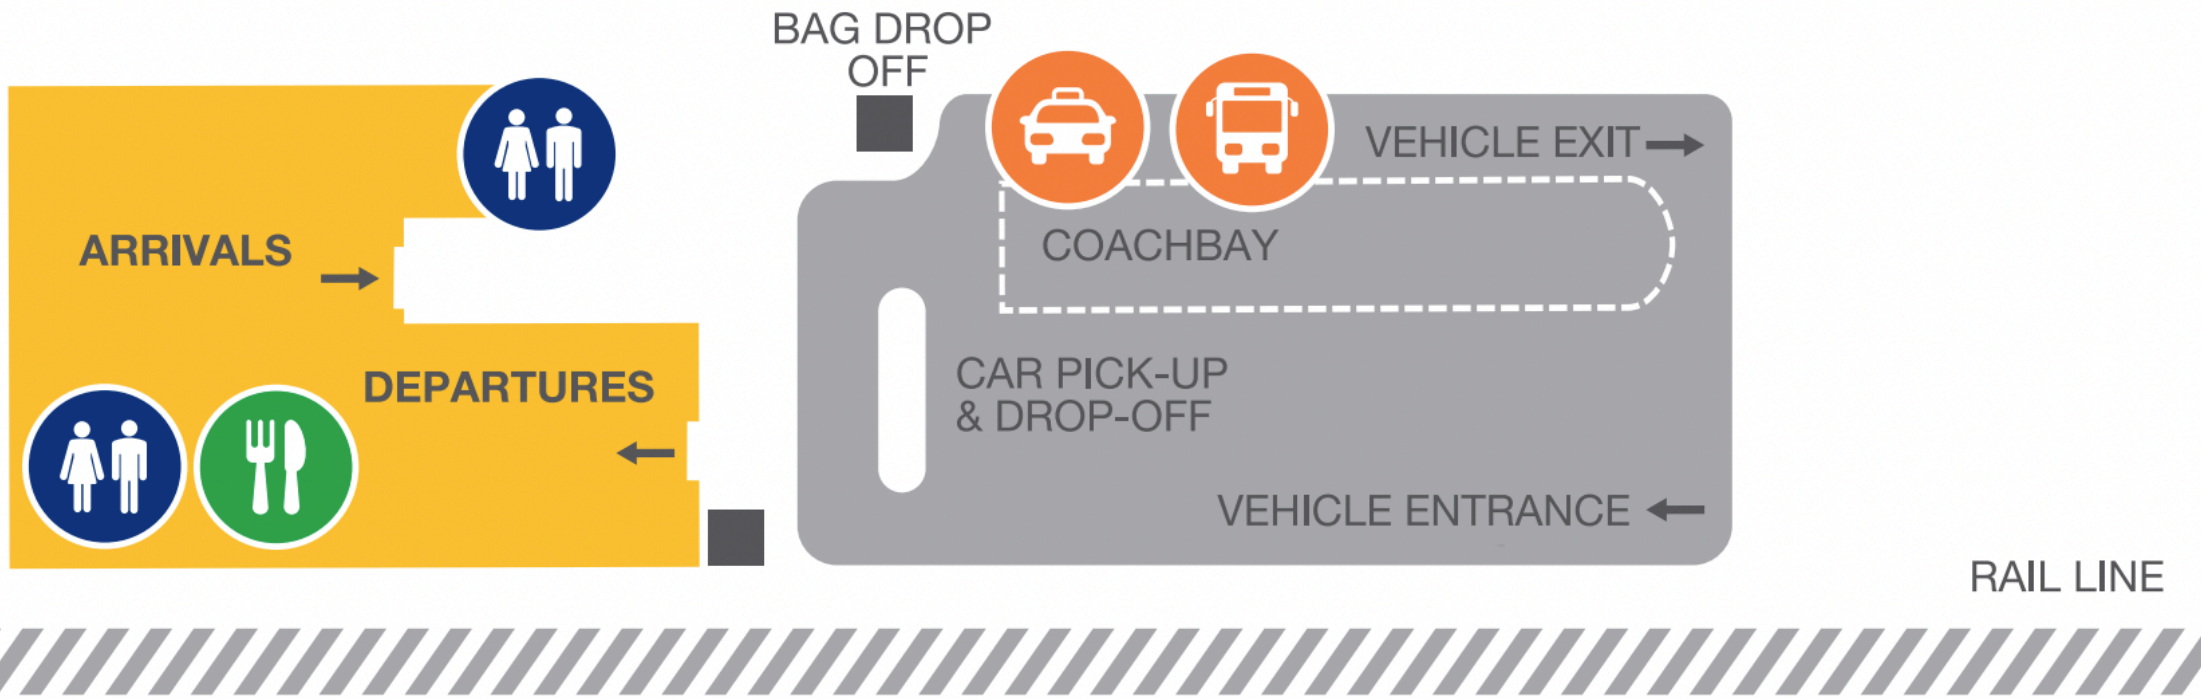 BAG DROP
OFF
VEHICLE EXIT
ARRIVALS
COACHBAY
DEPARTURES
CAR PICK-UP
& DROP-OFF
VEHICLE ENTRANCE
RAIL LINE